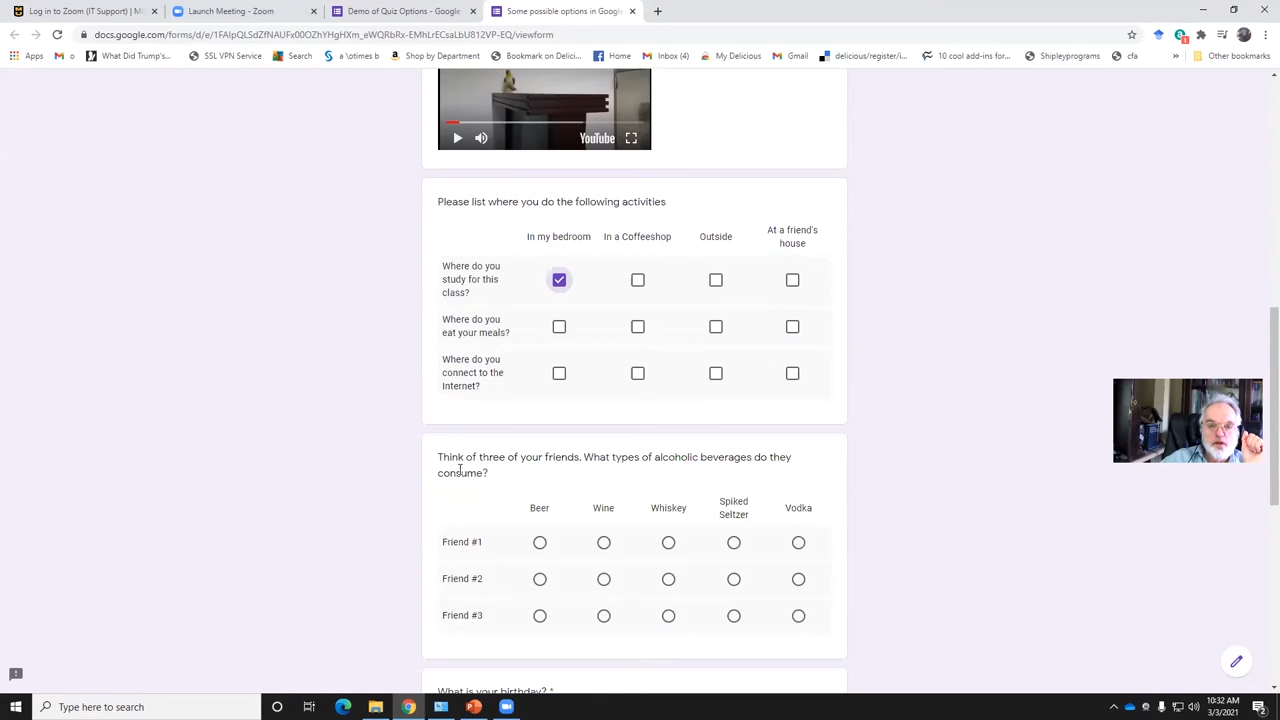 Log in to Zoom (IT Support) | Mi
Launch Meeting - Zoom
Demo of Quiz Options - Google
Some possible options in Google
docs.google.com/forms/d/e/1FAIpQLSdZfNAUFx00OZhYHgHXm_eWQRbRx-EMhLrECsaLbU812VP-EQ/viewform
Apps
o
What Did Trump's...
SSL VPN Service
Search
a \otimes b
Shop by Department
Bookmark on Delici...
Home
Inbox (4)
My Delicious
Gmail
delicious/register/i...
10 cool add-ins for...
Shipleyprograms
cfa
»
Other bookmarks
YouTube
Please list where you do the following activities
In my bedroom
In a Coffeeshop
Outside
At a friend's
house
Where do you
study for this
class?
Where do you
eat your meals?
Where do you
connect to the
Internet?
Think of three of your friends. What types of alcoholic beverages do they
consume?
Beer
Wine
Whiskey
Spiked
Seltzer
Vodka
Friend #1
Friend #2
Friend #3
What is your birthday? *
Type here to search
10:32 AM
3/3/2021